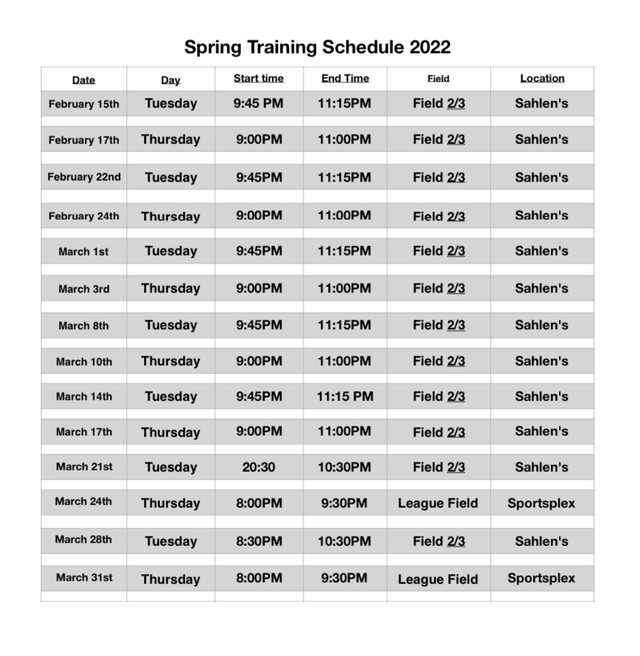 Spring Training Schedule 2022
Date Day Start time End Time Field Location
February 15th Tuesday 9:45 PM 11:15PM Field 2/3 Sahlen's
February 17th Thursday 9:00PM 11:00PM Field 2/3 Sahlen's
February 22nd Tuesday 9:45PM 11:15PM Field 2/3 Sahlen's
February 24th Thursday 9:00PM 11:00PM Field 2/3 Sahlen's
March 1st Tuesday 9:45PM 11:15PM Field 2/3 Sahlen's
March 3rd Thursday 9:00PM 11:00PM Field 2/3 Sahlen's
March 8th Tuesday 9:45PM 11:15PM Field 2/3 Sahlen's
March 10th Thursday 9:00PM 11:00PM Field 2/3 Sahlen's
March 14th Tuesday 9:45PM 11:15 PM Field 2/3 Sahlen's
March 17th Thursday 9:00PM 11:00PM Field 2/3 Sahlen's
March 21st Tuesday 20:30 10:30PM Field 2/3 Sahlen's
March 24th Thursday 8:00PM 9:30PM League Field Sportsplex
March 28th Tuesday 8:30PM 10:30PM Field 2/3 Sahlen's
March 31st Thursday 8:00PM 9:30PM League Field Sportsplex